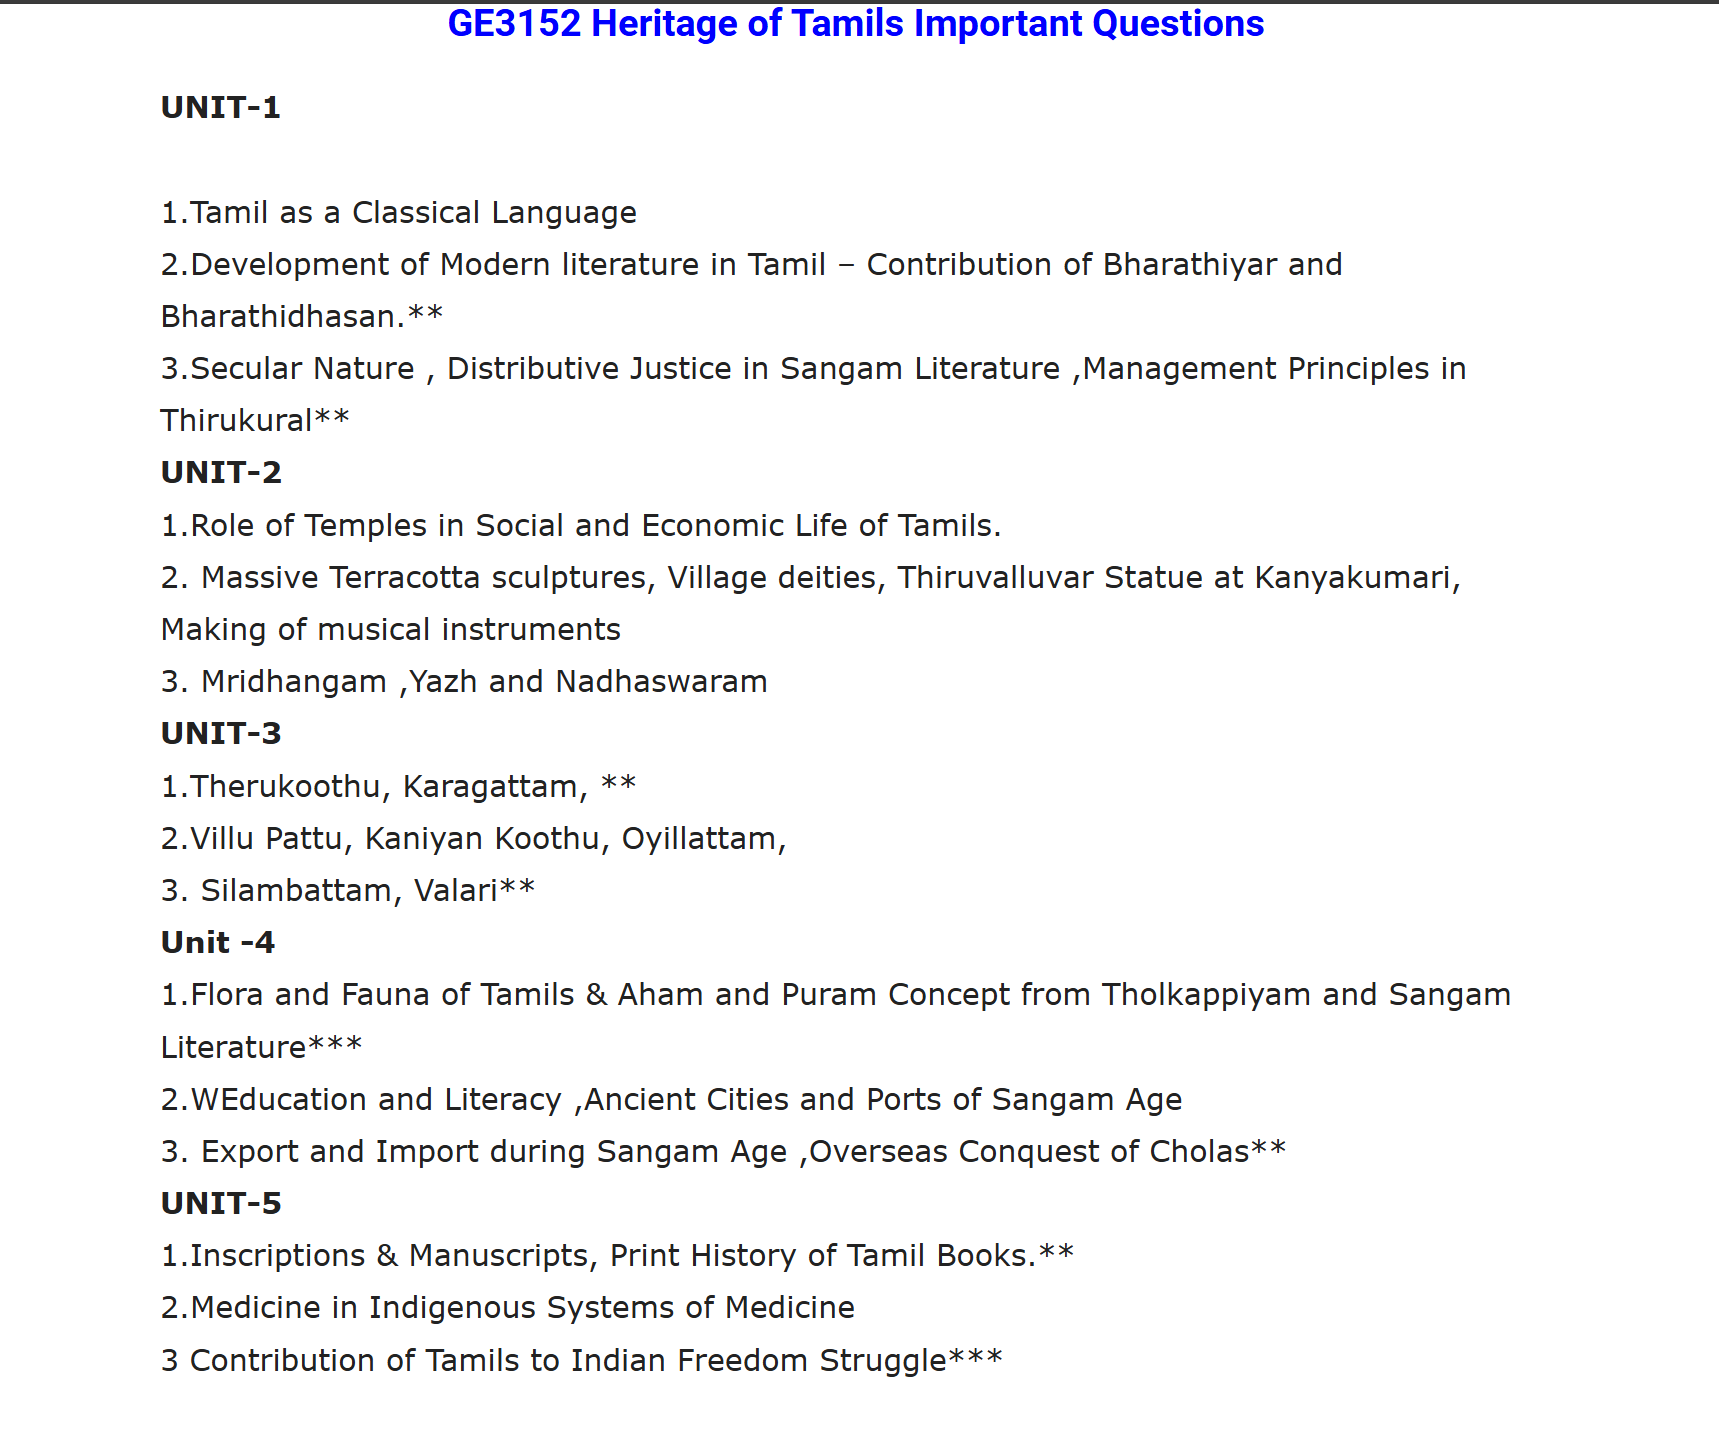 GE3152 Heritage of Tamils Important Questions
UNIT-1
1.Tamil as a Classical Language
2.Development of Modern literature in Tamil – Contribution of Bharathiyar and
Bharathidhasan.**
3.Secular Nature , Distributive Justice in Sangam Literature ,Management Principles in
Thirukural**
UNIT-2
1.Role of Temples in Social and Economic Life of Tamils.
2. Massive Terracotta sculptures, Village deities, Thiruvalluvar Statue at Kanyakumari,
Making of musical instruments
3. Mridhangam ,Yazh and Nadhaswaram
UNIT-3
1.Therukoothu, Karagattam, **
2.Villu Pattu, Kaniyan Koothu, Oyillattam,
3. Silambattam, Valari**
Unit -4
1.Flora and Fauna of Tamils & Aham and Puram Concept from Tholkappiyam and Sangam
Literature***
2.WEducation and Literacy ,Ancient Cities and Ports of Sangam Age
3. Export and Import during Sangam Age ,Overseas Conquest of Cholas**
UNIT-5
1.Inscriptions & Manuscripts, Print History of Tamil Books.**
2.Medicine in Indigenous Systems of Medicine
3 Contribution of Tamils to Indian Freedom Struggle***